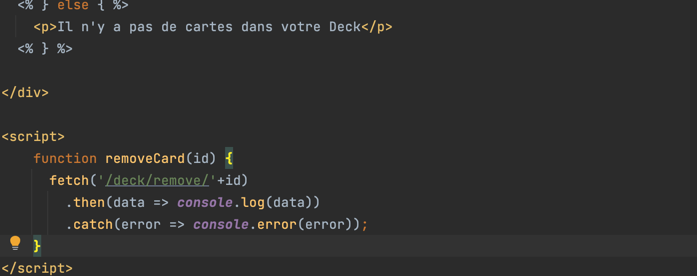 <% } else { %>
<p>Il n'y a pas de cartes dans votre Deck</p>
<% } %>
</div>
<script>
function removeCard(id) {
fetch('/deck/remove/'+id)
.then(data => console.log(data))
.catch(error => console.error(error));
}
</script>